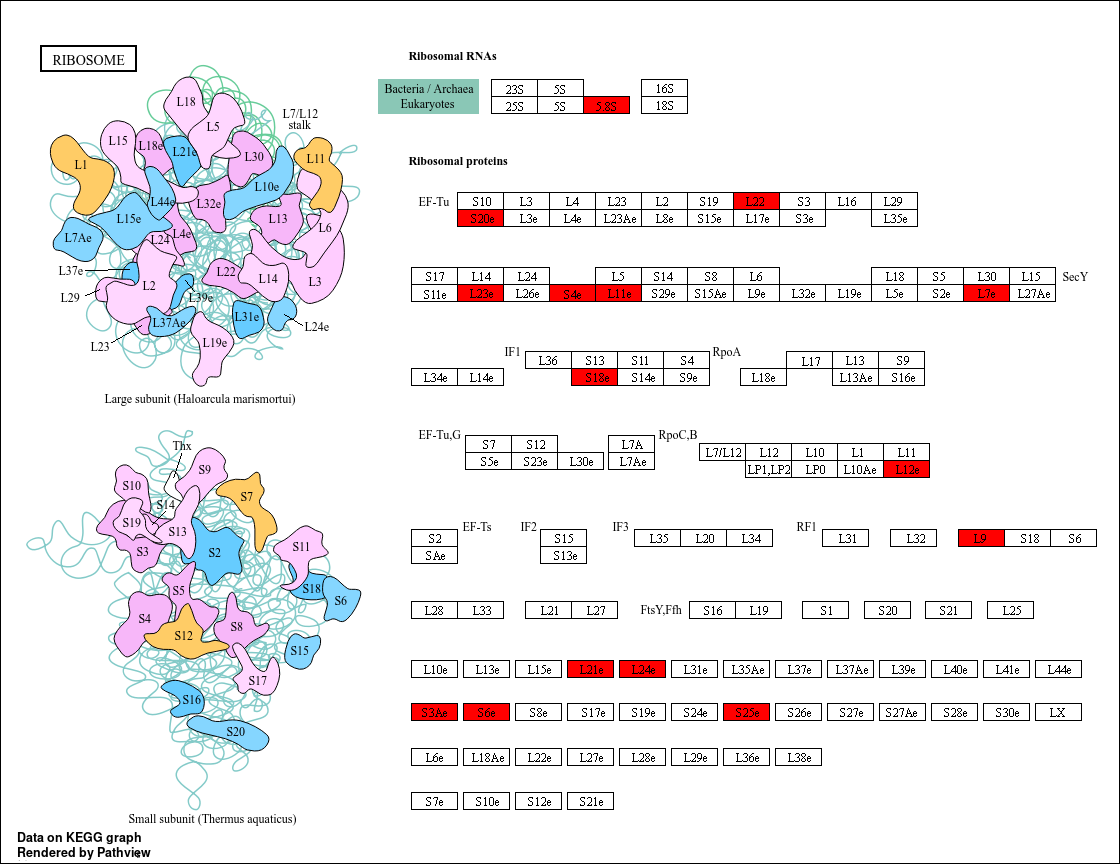 RIBOSOME
Ribosomal RNAs
Bacteria / Archaea 23S 5S 16S
Eukaryotes 25S 5S 5.8S 18S
Ribosomal proteins
EF-Tu S10 L3 L4 L23 L2 S19 L22 S3 L16 L29
S20e L3e L4e L23Ae L8e S15e L17e S3e L35e
S17 L14 L24 L5 S14 S8 L6 L18 S5 L30 L15 SecY
S11e L23e L26e S4e L11e S29e S15Ae L9e L32e L19e L5e S2e L7e L27Ae
IF1 L36 S13 S11 S4 RpoA L17 L13 S9
L34e L14e S18e S14e S9e L18e L13Ae S16e
EF-Tu,G S7 S12 L7A RpoC,B L7/L12 L12 L10 L1 L11
S5e S23e L30e L7Ae LP1,LP2 LP0 L10Ae L12e
S2 EF-Ts IF2 S15 IF3 L35 L20 L34 RF1 L31 L32 L9 S18 S6
SAe S13e
L28 L33 L21 L27 FtsY,Ffh S16 L19 S1 S20 S21 L25
L10e L13e L15e L21e L24e L31e L35Ae L37e L37Ae L39e L40e L41e L44e
S3Ae S6e S8e S17e S19e S24e S25e S26e S27e S27Ae S28e S30e LX
L6e L18Ae L22e L27e L28e L29e L36e L38e
S7e S10e S12e S21e
L18
L5
L7/L12
stalk
L15
L18e
L21e
L30
L11
L1
L10e
L44e
L32e
L15e
L13
L6
L7Ae
L24
L4e
L37e
L22
L14
L3
L2
L29
L39e
L37Ae
L31e
L24e
L23
L19e
Large subunit (Haloarcula marismortui)
Thx
S9
S10
S7
S14
S19
S13
S3
S2
S11
S5
S18
S6
S4
S12
S8
S15
S17
S16
S20
Small subunit (Thermus aquaticus)
Data on KEGG graph
Rendered by Pathview